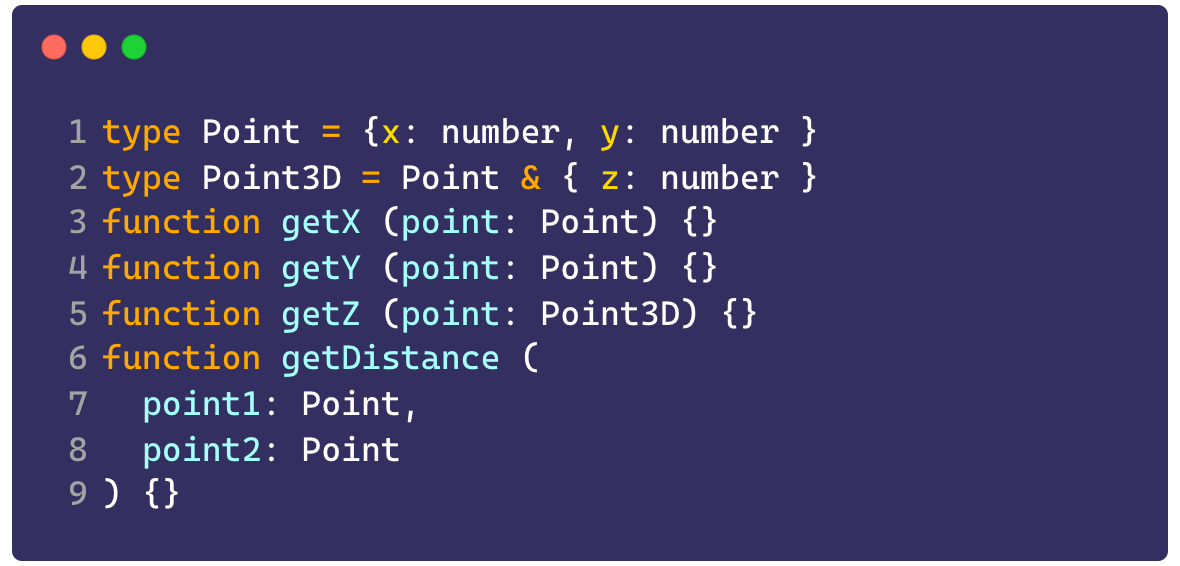 1 type Point = {x: number, y: number }
2 type Point3D = Point & { z: number }
3 function getX (point: Point) {}
4 function getY (point: Point) {}
5 function getZ (point: Point3D) {}
6 function getDistance (
7   point1: Point,
8   point2: Point
9 ) {}